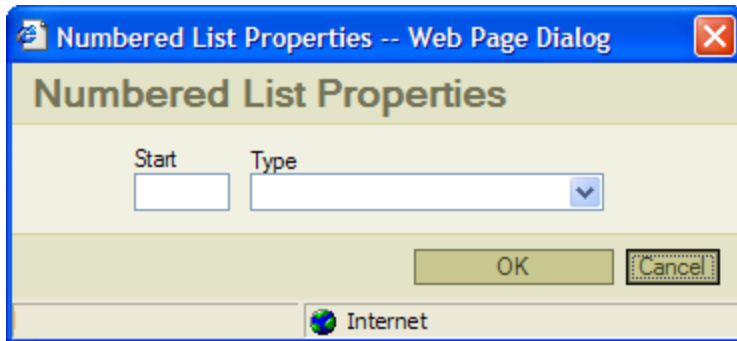 Numbered List Properties -- Web Page Dialog
Numbered List Properties
Start Type
OK Cancel
Internet